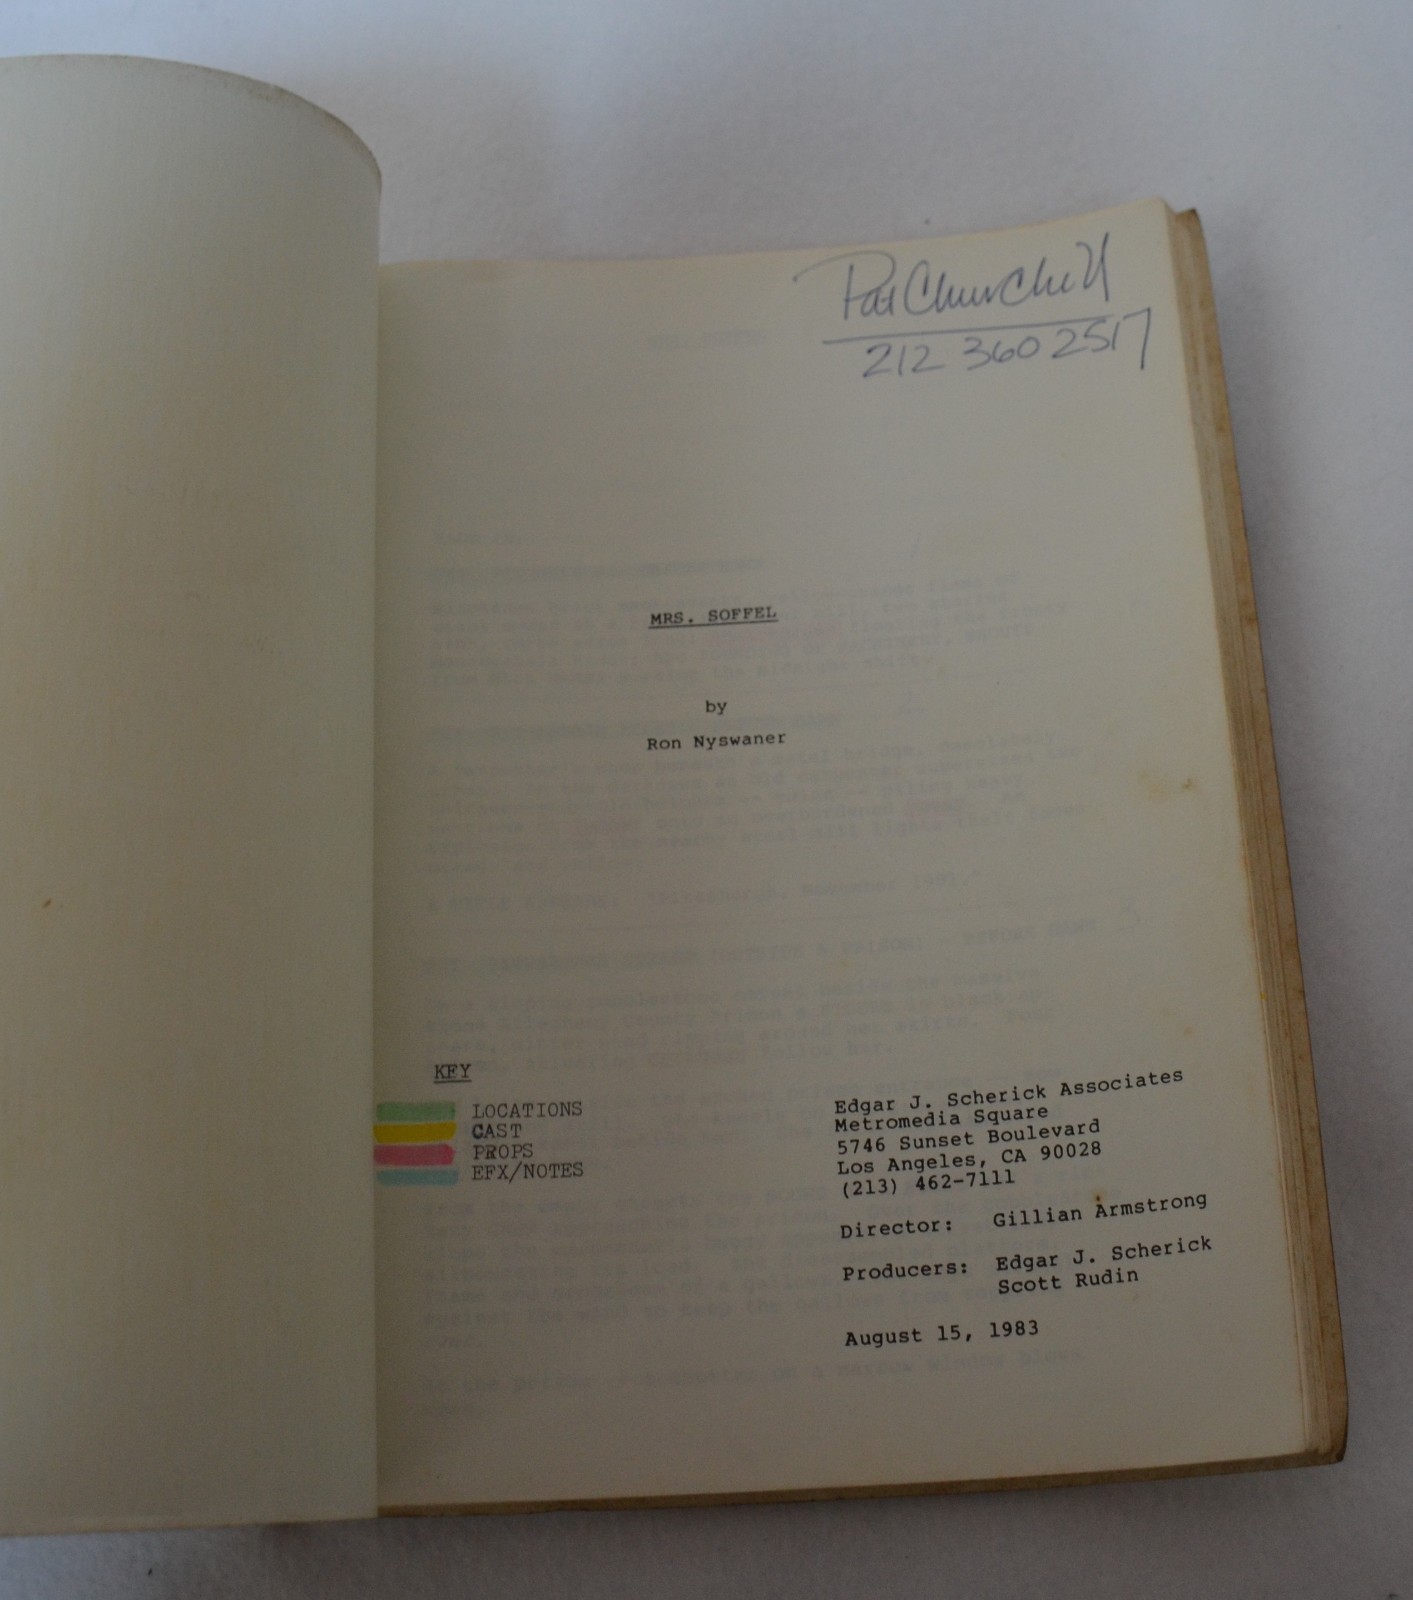 Pat Churchill
212 360 2517
MRS. SOFFEL
by
Ron Nyswaner
KEY
LOCATIONS
CAST
PROPS
EFX/NOTES
Edgar J. Scherick Associates
Metromedia Square
5746 Sunset Boulevard
Los Angeles, CA 90028
(213) 462-7111
Director: Gillian Armstrong
Producers: Edgar J. Scherick
Scott Rudin
August 15, 1983